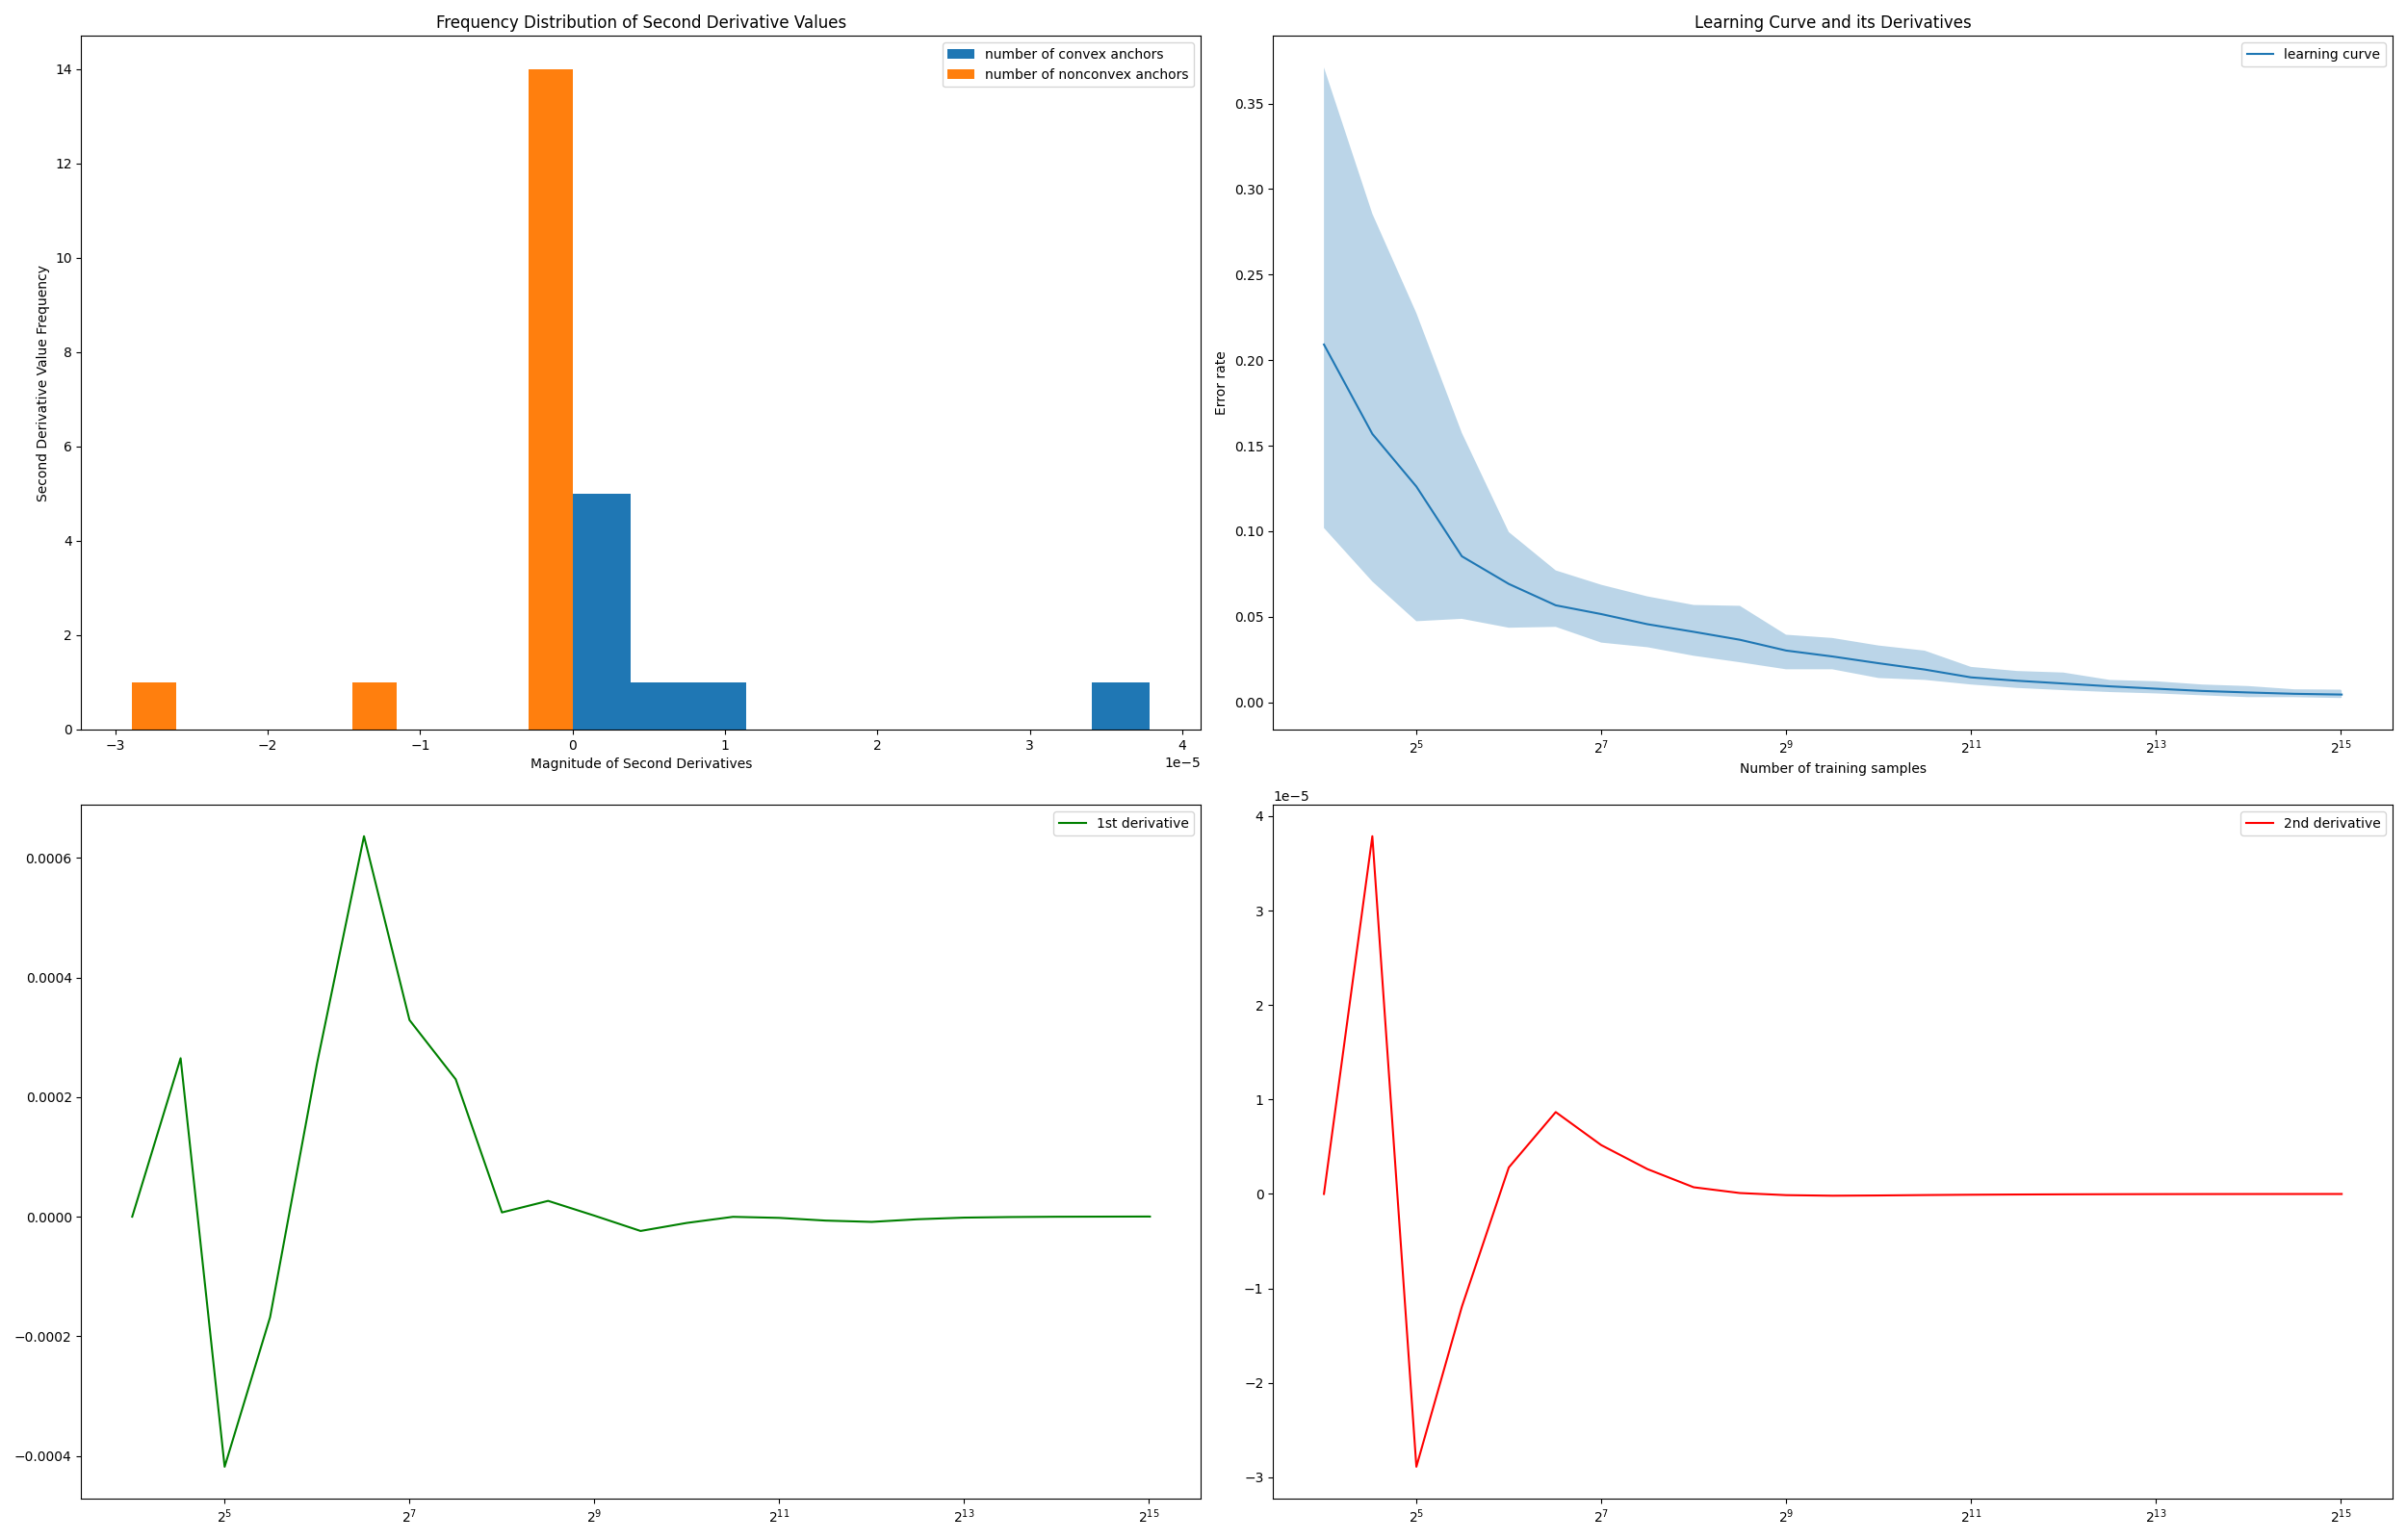 Frequency Distribution of Second Derivative Values
number of convex anchors
number of nonconvex anchors
Second Derivative Value Frequency
14
12
10
8
6
4
2
0
−3 −2 −1 0 1 2 3 4
1e−5
Magnitude of Second Derivatives
Learning Curve and its Derivatives
learning curve
Error rate
0.35
0.30
0.25
0.20
0.15
0.10
0.05
0.00
2^5 2^7 2^9 2^11 2^13 2^15
Number of training samples
1st derivative
0.0006
0.0004
0.0002
0.0000
−0.0002
−0.0004
2^5 2^7 2^9 2^11 2^13 2^15
1e−5
2nd derivative
4
3
2
1
0
−1
−2
−3
2^5 2^7 2^9 2^11 2^13 2^15